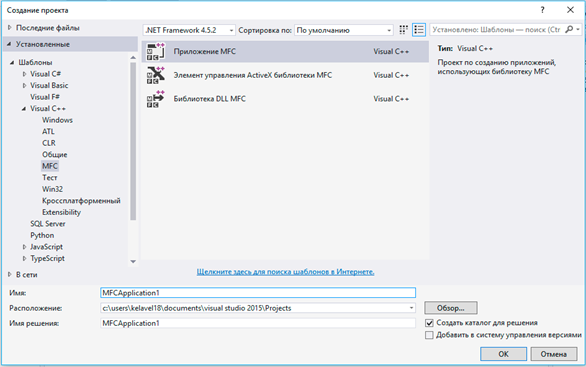 Создание проекта
? ×
Последние файлы
.NET Framework 4.5.2
Сортировка по: По умолчанию
Установлено: Шаблоны — поиск (Ctr
Установленные
Шаблоны
Visual C#
Visual Basic
Visual F#
Visual C++
Windows
ATL
CLR
Общие
MFC
Тест
Win32
Кроссплатформенный
Extensibility
SQL Server
Python
JavaScript
TypeScript
В сети
Приложение MFC Visual C++
Элемент управления ActiveX библиотеки MFC Visual C++
Библиотека DLL MFC Visual C++
Тип: Visual C++
Проект по созданию приложений,
использующих библиотеку MFC
Щелкните здесь для поиска шаблонов в Интернете.
Имя: MFCApplication1
Расположение: c:\users\kelavel18\documents\visual studio 2015\Projects
Обзор...
Имя решения: MFCApplication1
Создать каталог для решения
Добавить в систему управления версиями
OK Отмена